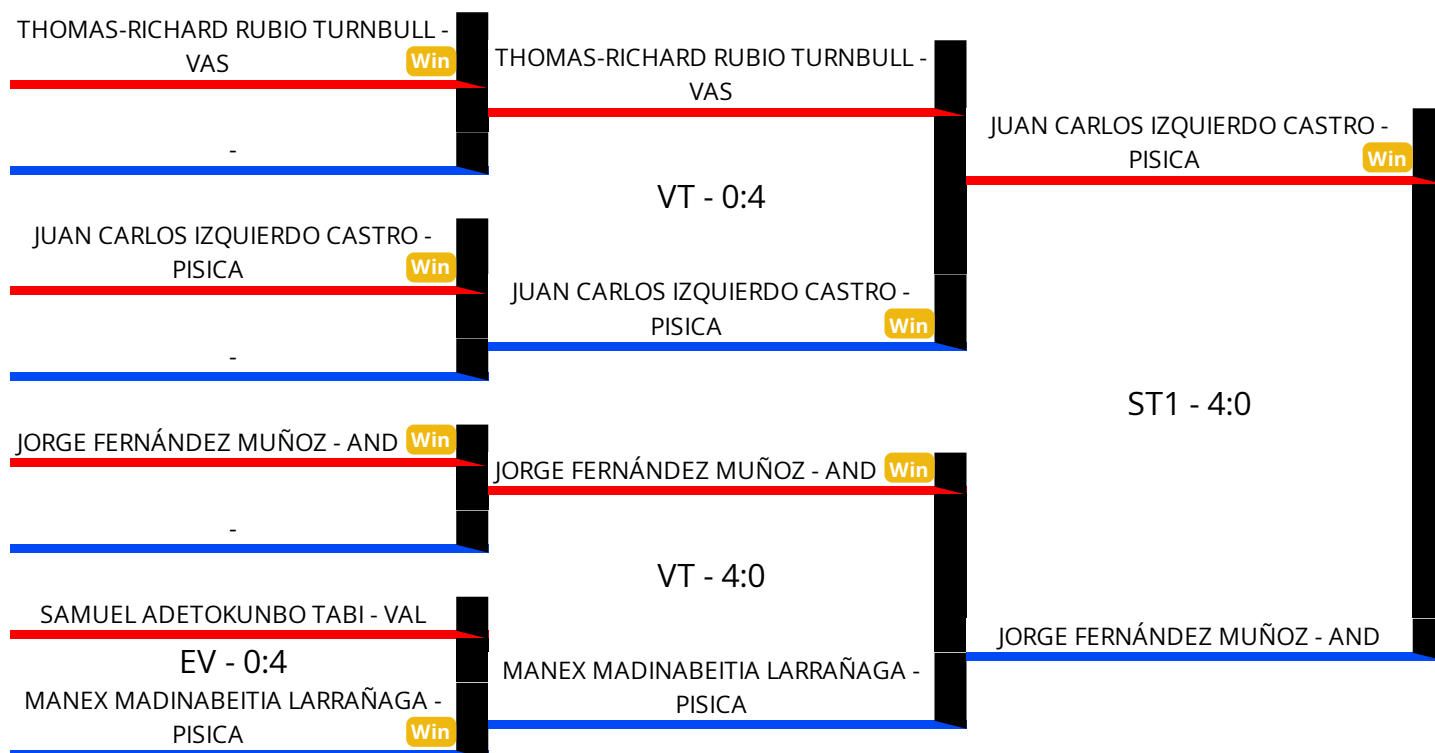 THOMAS-RICHARD RUBIO TURNBULL -
VAS
Win
-
JUAN CARLOS IZQUIERDO CASTRO -
PISICA
Win
-
JORGE FERNÁNDEZ MUÑOZ - AND
Win
-
SAMUEL ADETOKUNBO TABI - VAL
EV - 0:4
MANEX MADINABEITIA LARRAÑAGA -
PISICA
Win
THOMAS-RICHARD RUBIO TURNBULL -
VAS
VT - 0:4
JUAN CARLOS IZQUIERDO CASTRO -
PISICA
Win
JORGE FERNÁNDEZ MUÑOZ - AND
Win
VT - 4:0
MANEX MADINABEITIA LARRAÑAGA -
PISICA
JUAN CARLOS IZQUIERDO CASTRO -
PISICA
Win
ST1 - 4:0
JORGE FERNÁNDEZ MUÑOZ - AND